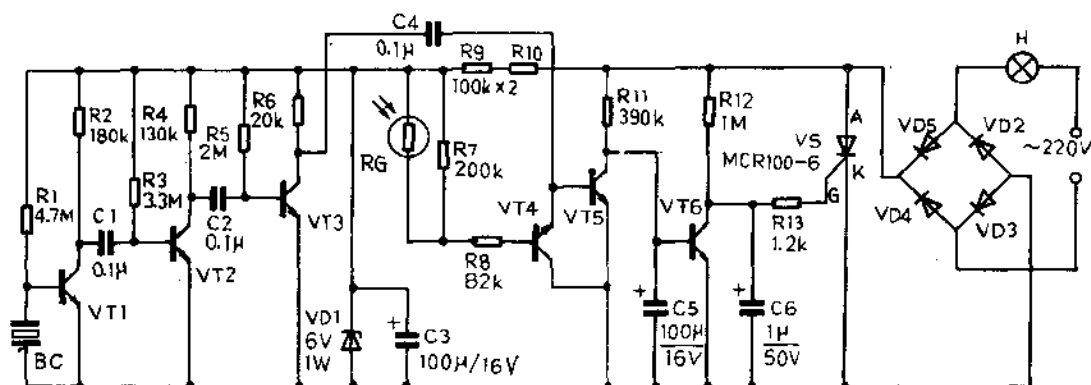 C4
0.1μ
R9
R10
100k×2
H
R2
180k
R4
130k
R5
2M
R6
20k
RG
R7
200k
R11
390k
R12
1M
A
VS
MCR100-6
K
G
VD5
VD2
~220V
VD4
VD3
R1
4.7M
R3
3.3M
C1
0.1μ
C2
0.1μ
VT1
VT2
VT3
VT4
VT5
VT6
R8
82k
R13
1.2k
BC
VD1
6V
1W
+
C3
100μ/16V
+
C5
100μ
16V
+
C6
1μ
50V